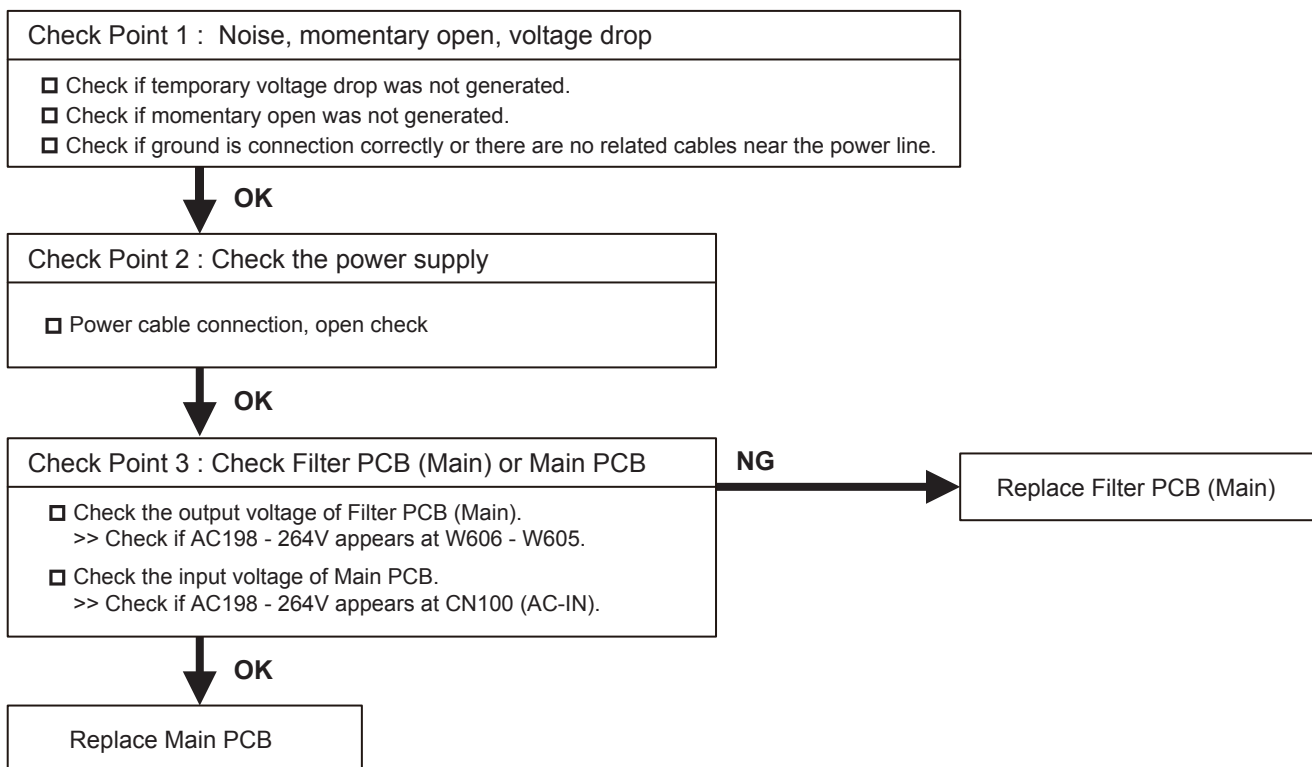 Check Point 1 : Noise, momentary open, voltage drop
Check if temporary voltage drop was not generated.
Check if momentary open was not generated.
Check if ground is connection correctly or there are no related cables near the power line.
OK
Check Point 2 : Check the power supply
Power cable connection, open check
OK
Check Point 3 : Check Filter PCB (Main) or Main PCB
NG
Replace Filter PCB (Main)
Check the output voltage of Filter PCB (Main).
>> Check if AC198 - 264V appears at W606 - W605.
Check the input voltage of Main PCB.
>> Check if AC198 - 264V appears at CN100 (AC-IN).
OK
Replace Main PCB